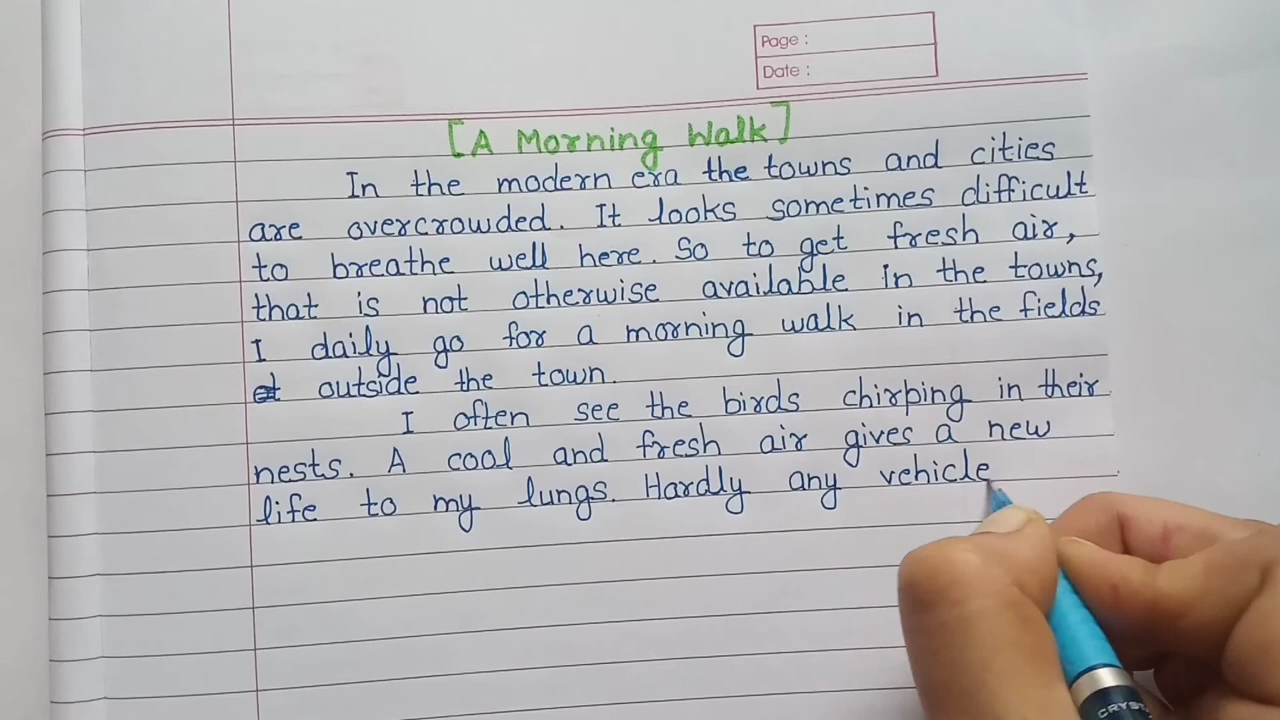 Page :
Date :
[A Morning Walk]
In the modern era the towns and cities
are overcrowded. It looks sometimes difficult
to breathe well here. So to get fresh air,
that is not otherwise available in the towns,
I daily go for a morning walk in the fields
outside the town.
I often see the birds chirping in their
nests. A cool and fresh air gives a new
life to my lungs. Hardly any vehicle
CRYST